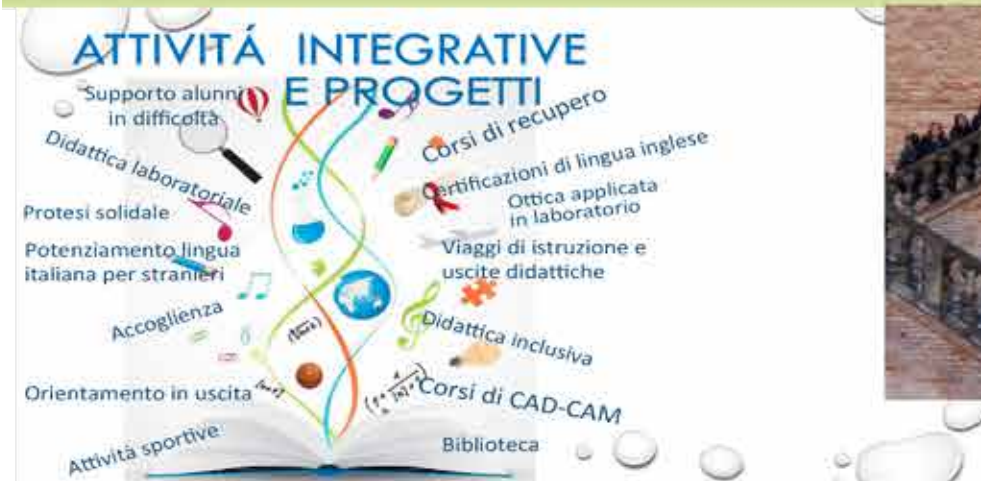 ATTIVITÁ INTEGRATIVE
E PROGETTI
Supporto alunni
in difficoltà
Didattica laboratoriale
Protesi solidale
Potenziamento lingua
italiana per stranieri
Accoglienza
Orientamento in uscita
Attività sportive
Corsi di recupero
Certificazioni di lingua inglese
Ottica applicata
in laboratorio
Viaggi di istruzione e
uscite didattiche
Didattica inclusiva
Corsi di CAD-CAM
Biblioteca